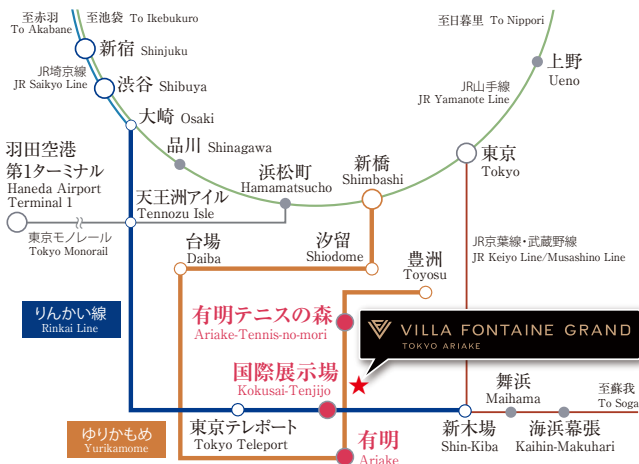 至赤羽
To Akabane
至池袋 To Ikebukuro
至日暮里 To Nippori
新宿 Shinjuku
JR埼京線
JR Saikyo Line
渋谷 Shibuya
上野
Ueno
JR山手線
JR Yamanote Line
大崎 Osaki
品川 Shinagawa
羽田空港
第1ターミナル
Haneda Airport
Terminal 1
浜松町
Hamamatsucho
新橋
Shimbashi
東京
Tokyo
天王洲アイル
Tennozu Isle
東京モノレール
Tokyo Monorail
台場
Daiba
汐留
Shiodome
豊洲
Toyosu
JR京葉線・武蔵野線
JR Keiyo Line/Musashino Line
りんかい線
Rinkai Line
有明テニスの森
Ariake-Tennis-no-mori
VILLA FONTAINE GRAND
TOKYO ARIAKE
国際展示場
Kokusai-Tenjijo
舞浜
Maihama
至蘇我
To Soga
東京テレポート
Tokyo Teleport
新木場
Shin-Kiba
海浜幕張
Kaihin-Makuhari
ゆりかもめ
Yurikamome
有明
Ariake